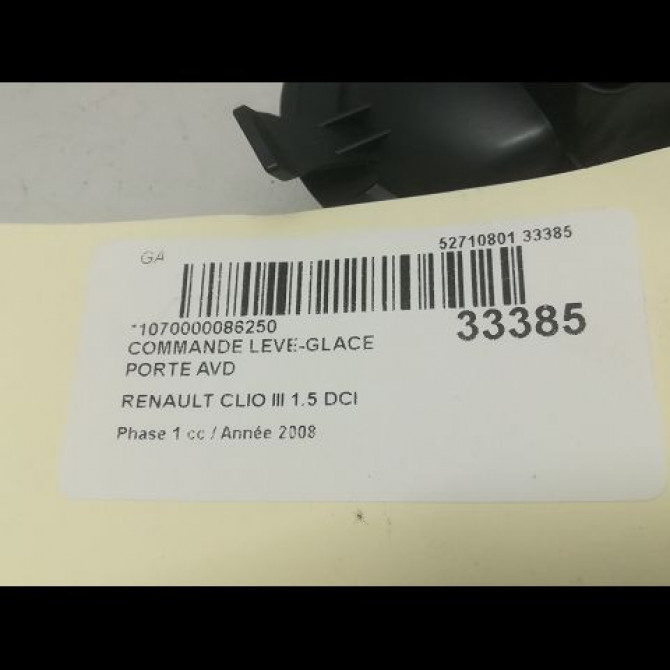 GA
52710801 33385
*1070000086250
33385
COMMANDE LEVE-GLACE
PORTE AVD
RENAULT CLIO III 1.5 DCI
Phase 1 cc / Année 2008